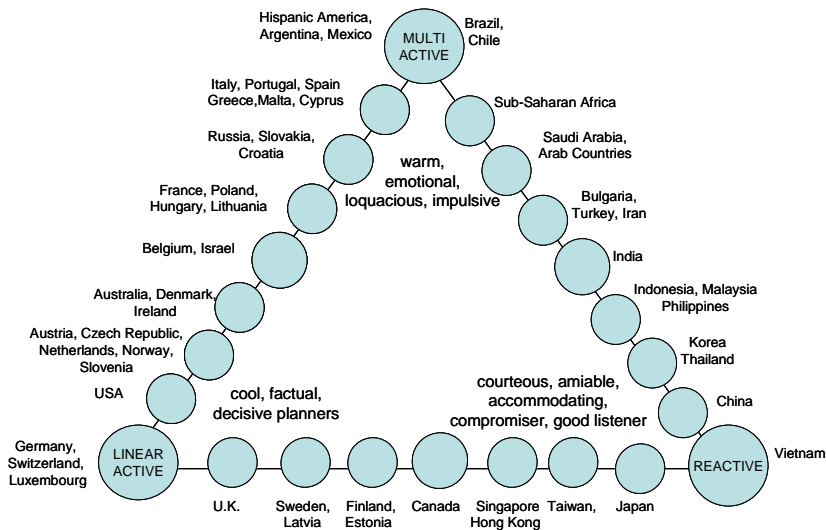 Hispanic America,
Argentina, Mexico
MULTI
ACTIVE
Brazil,
Chile
Italy, Portugal, Spain
Greece,Malta, Cyprus
Sub-Saharan Africa
Russia, Slovakia,
Croatia
Saudi Arabia,
Arab Countries
warm,
emotional,
loquacious, impulsive
France, Poland,
Hungary, Lithuania
Bulgaria,
Turkey, Iran
Belgium, Israel
India
Australia, Denmark,
Ireland
Indonesia, Malaysia
Philippines
Austria, Czech Republic,
Netherlands, Norway,
Slovenia
Korea
Thailand
USA
cool, factual,
decisive planners
courteous, amiable,
accommodating,
compromiser, good listener
China
Germany,
Switzerland,
Luxembourg
LINEAR
ACTIVE
REACTIVE
Vietnam
U.K.
Sweden,
Latvia
Finland,
Estonia
Canada
Singapore
Hong Kong
Taiwan,
Japan